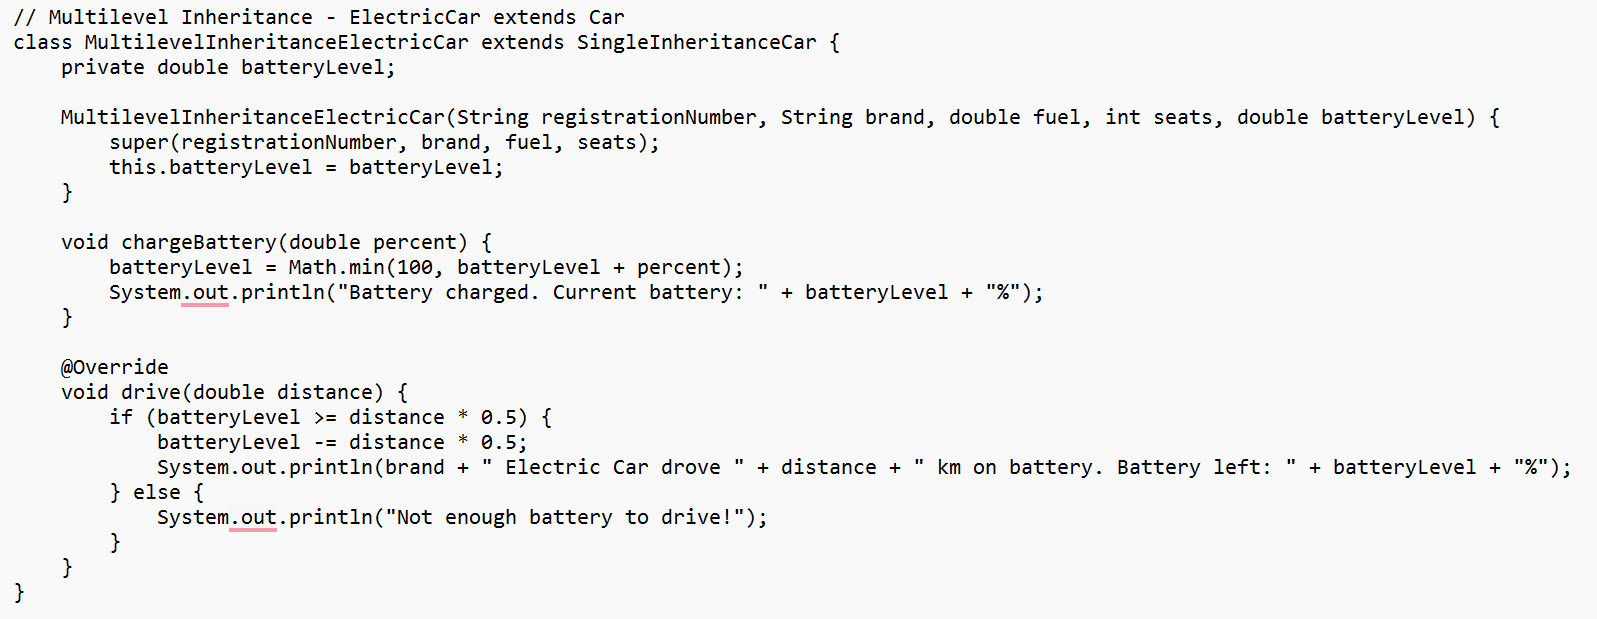 // Multilevel Inheritance - ElectricCar extends Car
class MultilevelInheritanceElectricCar extends SingleInheritanceCar {
    private double batteryLevel;

    MultilevelInheritanceElectricCar(String registrationNumber, String brand, double fuel, int seats, double batteryLevel) {
        super(registrationNumber, brand, fuel, seats);
        this.batteryLevel = batteryLevel;
    }

    void chargeBattery(double percent) {
        batteryLevel = Math.min(100, batteryLevel + percent);
        System.out.println("Battery charged. Current battery: " + batteryLevel + "%");
    }

    @Override
    void drive(double distance) {
        if (batteryLevel >= distance * 0.5) {
            batteryLevel -= distance * 0.5;
            System.out.println(brand + " Electric Car drove " + distance + " km on battery. Battery left: " + batteryLevel + "%");
        } else {
            System.out.println("Not enough battery to drive!");
        }
    }
}